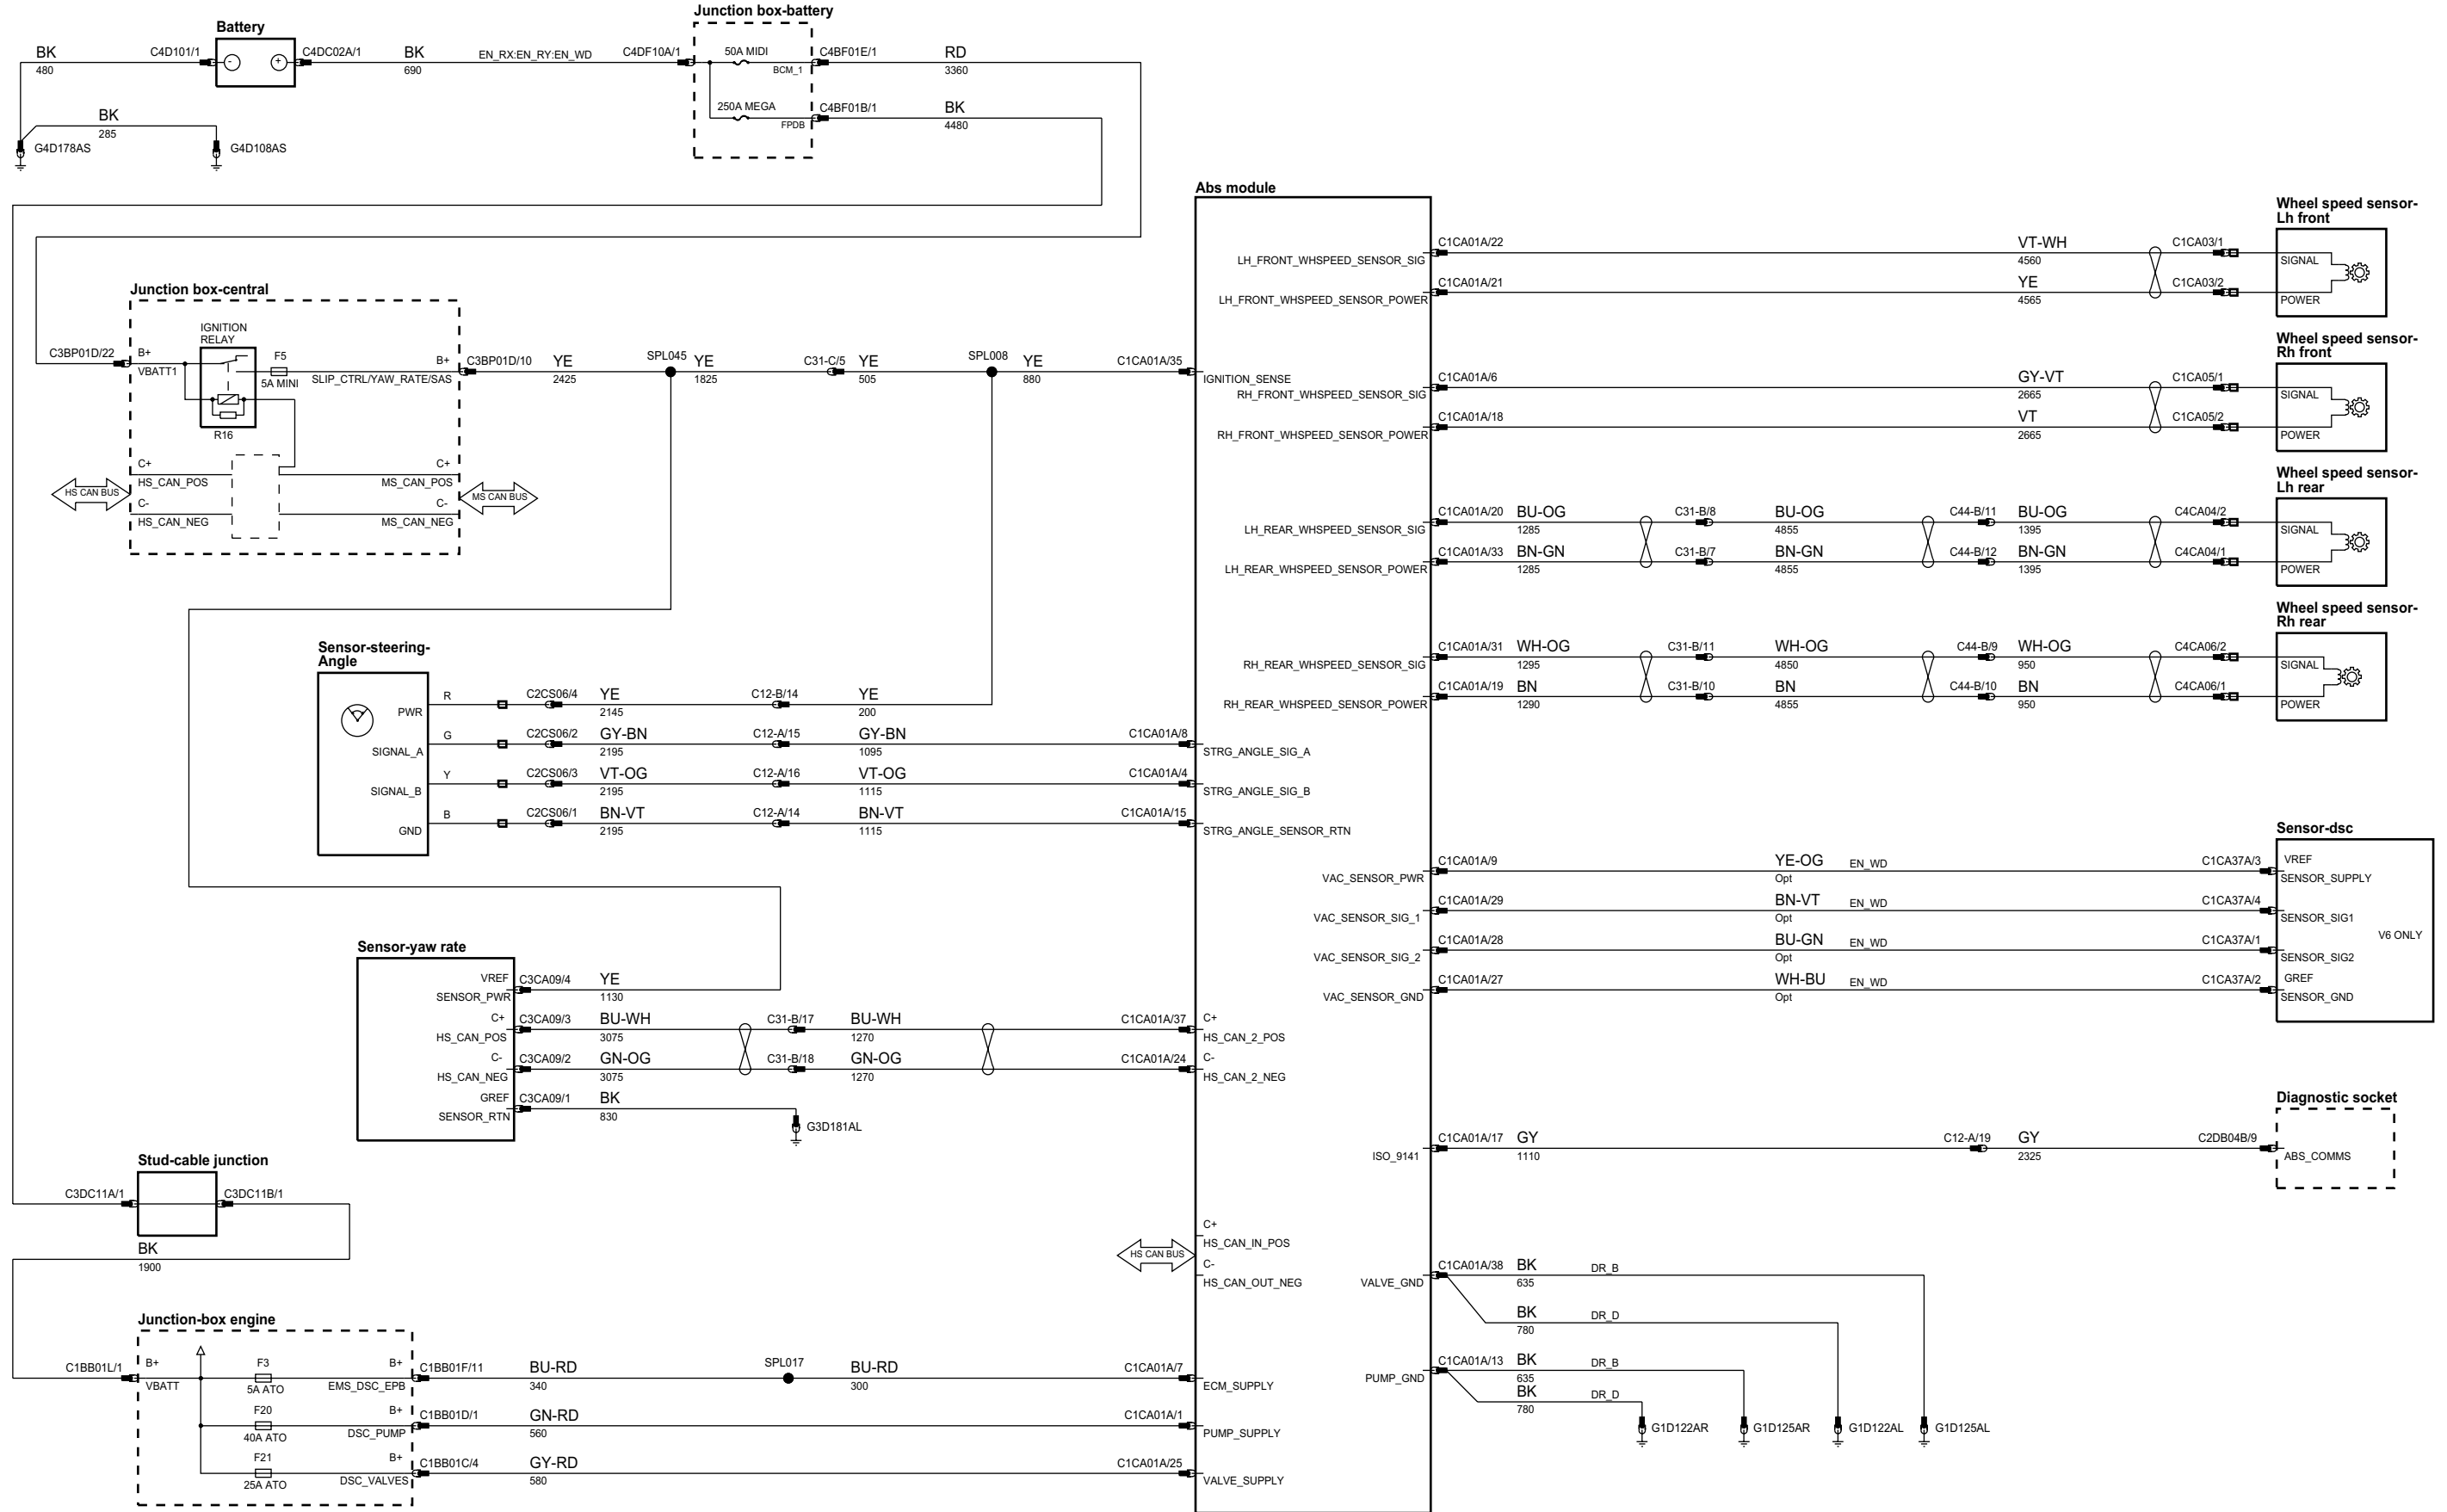 Junction box-battery
Battery
BK
480
C4D101/1
-
+
C4DC02A/1
BK
690
EN_RX:EN_RY:EN_WD
C4DF10A/1
50A MIDI
BCM_1
C4BF01E/1
RD
3360
250A MEGA
FPDB
C4BF01B/1
BK
4480
BK
285
G4D178AS
G4D108AS
Junction box-central
IGNITION
RELAY
C3BP01D/22
B+
VBATT1
F5
5A MINI
R16
B+
SLIP_CTRL/YAW_RATE/SAS
C3BP01D/10
YE
2425
SPL045
YE
1825
C31-C/5
YE
505
SPL008
YE
880
C1CA01A/35
HS CAN BUS
C+
HS_CAN_POS
C-
HS_CAN_NEG
C+
MS_CAN_POS
C-
MS_CAN_NEG
MS CAN BUS
Sensor-steering-
Angle
PWR
R
C2CS06/4
YE
2145
C12-B/14
YE
200
SIGNAL_A
G
C2CS06/2
GY-BN
2195
C12-A/15
GY-BN
1095
C1CA01A/8
SIGNAL_B
Y
C2CS06/3
VT-OG
2195
C12-A/16
VT-OG
1115
C1CA01A/4
GND
B
C2CS06/1
BN-VT
2195
C12-A/14
BN-VT
1115
C1CA01A/15
Sensor-yaw rate
VREF
SENSOR_PWR
C3CA09/4
YE
1130
C+
HS_CAN_POS
C3CA09/3
BU-WH
3075
C31-B/17
BU-WH
1270
C1CA01A/37
C-
HS_CAN_NEG
C3CA09/2
GN-OG
3075
C31-B/18
GN-OG
1270
C1CA01A/24
GREF
SENSOR_RTN
C3CA09/1
BK
830
G3D181AL
Stud-cable junction
C3DC11A/1
C3DC11B/1
BK
1900
Junction-box engine
C1BB01L/1
B+
VBATT
F3
5A ATO
B+
EMS_DSC_EPB
C1BB01F/11
BU-RD
340
SPL017
BU-RD
300
C1CA01A/7
F20
40A ATO
B+
DSC_PUMP
C1BB01D/1
GN-RD
560
C1CA01A/1
F21
25A ATO
B+
DSC_VALVES
C1BB01C/4
GY-RD
580
C1CA01A/25
Abs module
IGNITION_SENSE
STRG_ANGLE_SIG_A
STRG_ANGLE_SIG_B
STRG_ANGLE_SENSOR_RTN
C+
HS_CAN_2_POS
C-
HS_CAN_2_NEG
HS CAN BUS
C+
HS_CAN_IN_POS
C-
HS_CAN_OUT_NEG
ECM_SUPPLY
PUMP_SUPPLY
VALVE_SUPPLY
LH_FRONT_WHSPEED_SENSOR_SIG
C1CA01A/22
VT-WH
4560
C1CA03/1
LH_FRONT_WHSPEED_SENSOR_POWER
C1CA01A/21
YE
4565
C1CA03/2
Wheel speed sensor-
Lh front
SIGNAL
POWER
RH_FRONT_WHSPEED_SENSOR_SIG
C1CA01A/6
GY-VT
2665
C1CA05/1
RH_FRONT_WHSPEED_SENSOR_POWER
C1CA01A/18
VT
2665
C1CA05/2
Wheel speed sensor-
Rh front
SIGNAL
POWER
LH_REAR_WHSPEED_SENSOR_SIG
C1CA01A/20
BU-OG
1285
C31-B/8
BU-OG
4855
C44-B/11
BU-OG
1395
C4CA04/2
LH_REAR_WHSPEED_SENSOR_POWER
C1CA01A/33
BN-GN
1285
C31-B/7
BN-GN
4855
C44-B/12
BN-GN
1395
C4CA04/1
Wheel speed sensor-
Lh rear
SIGNAL
POWER
RH_REAR_WHSPEED_SENSOR_SIG
C1CA01A/31
WH-OG
1295
C31-B/11
WH-OG
4850
C44-B/9
WH-OG
950
C4CA06/2
RH_REAR_WHSPEED_SENSOR_POWER
C1CA01A/19
BN
1290
C31-B/10
BN
4855
C44-B/10
BN
950
C4CA06/1
Wheel speed sensor-
Rh rear
SIGNAL
POWER
VAC_SENSOR_PWR
C1CA01A/9
YE-OG
Opt
EN_WD
C1CA37A/3
VAC_SENSOR_SIG_1
C1CA01A/29
BN-VT
Opt
EN_WD
C1CA37A/4
VAC_SENSOR_SIG_2
C1CA01A/28
BU-GN
Opt
EN_WD
C1CA37A/1
VAC_SENSOR_GND
C1CA01A/27
WH-BU
Opt
EN_WD
C1CA37A/2
Sensor-dsc
VREF
SENSOR_SUPPLY
SENSOR_SIG1
V6 ONLY
SENSOR_SIG2
GREF
SENSOR_GND
ISO_9141
C1CA01A/17
GY
1110
C12-A/19
GY
2325
C2DB04B/9
Diagnostic socket
ABS_COMMS
VALVE_GND
C1CA01A/38
BK
635
DR_B
BK
780
DR_D
PUMP_GND
C1CA01A/13
BK
635
DR_B
BK
780
DR_D
G1D122AR
G1D125AR
G1D122AL
G1D125AL